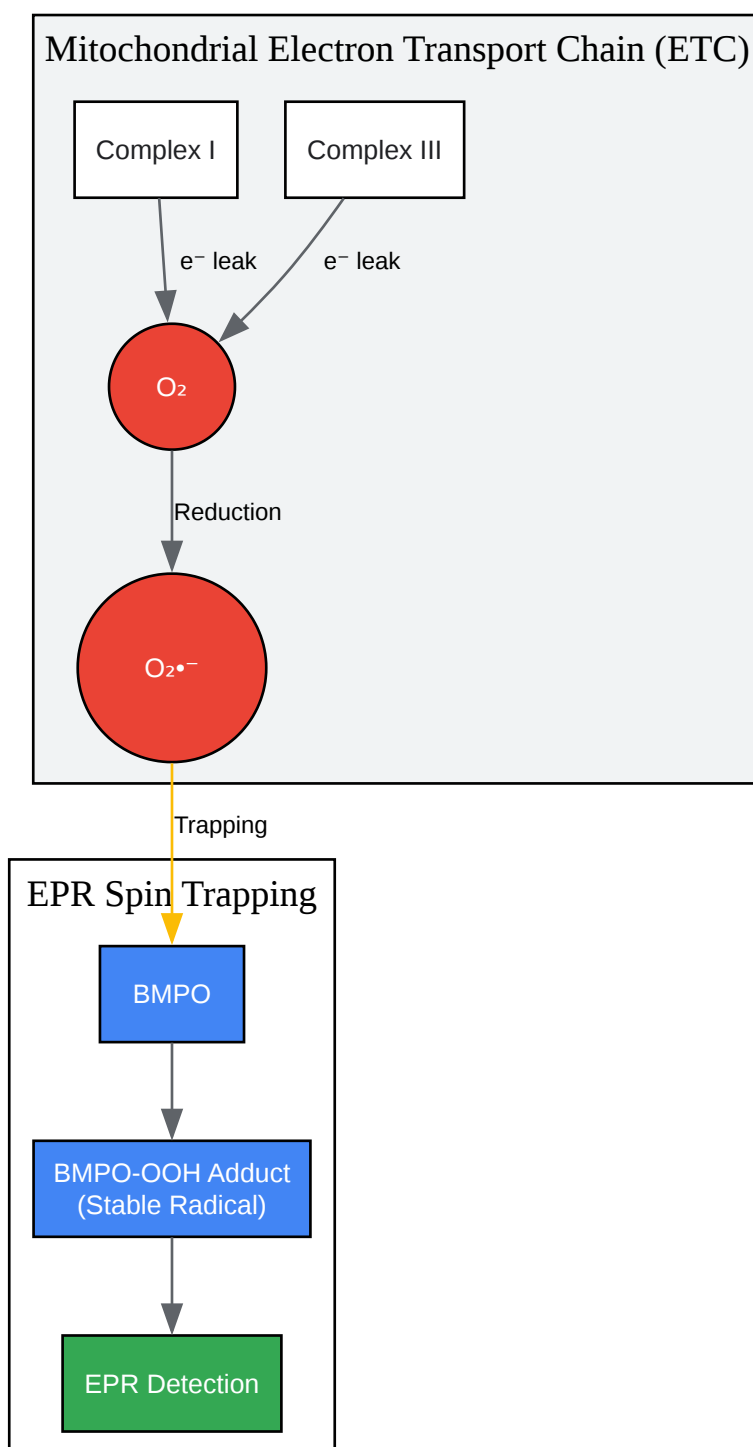 Mitochondrial Electron Transport Chain (ETC)
Complex I
Complex III
e⁻ leak
e⁻ leak
O₂
Reduction
O₂•⁻
Trapping
EPR Spin Trapping
BMPO
BMPO-OOH Adduct
(Stable Radical)
EPR Detection